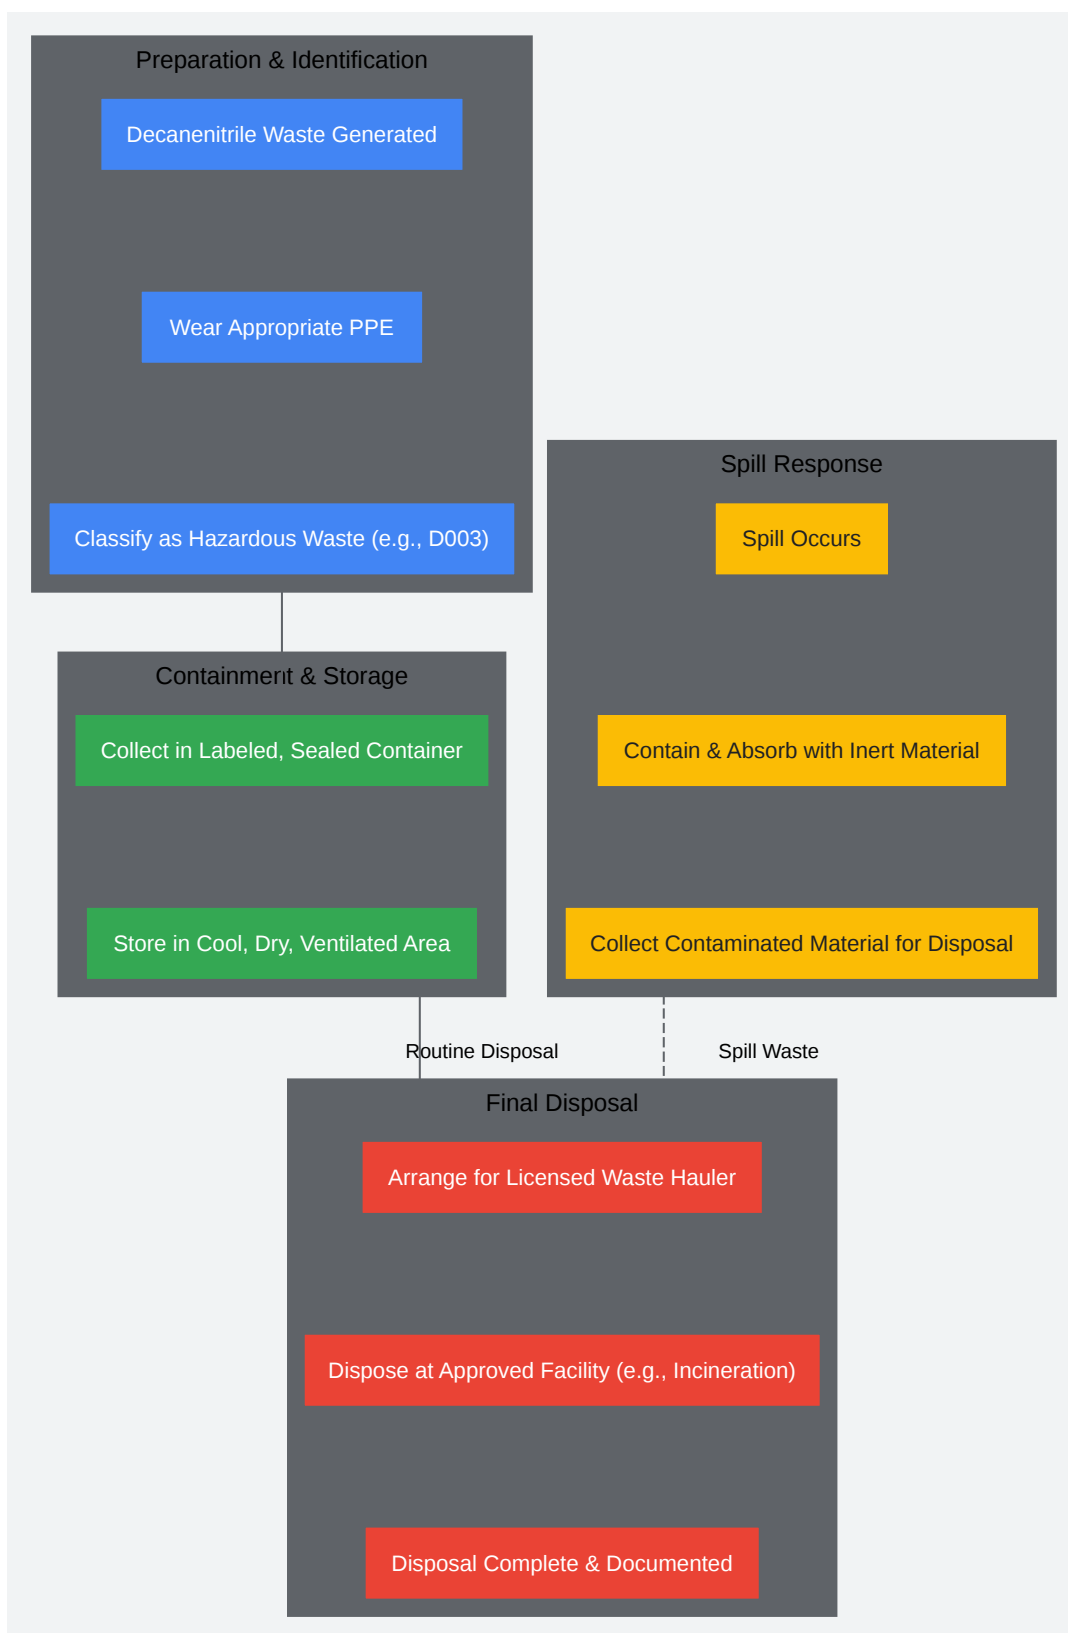 Preparation & Identification
Decanenitrile Waste Generated
Wear Appropriate PPE
Classify as Hazardous Waste (e.g., D003)
Containment & Storage
Collect in Labeled, Sealed Container
Store in Cool, Dry, Ventilated Area
Spill Response
Spill Occurs
Contain & Absorb with Inert Material
Collect Contaminated Material for Disposal
Routine Disposal
Spill Waste
Final Disposal
Arrange for Licensed Waste Hauler
Dispose at Approved Facility (e.g., Incineration)
Disposal Complete & Documented